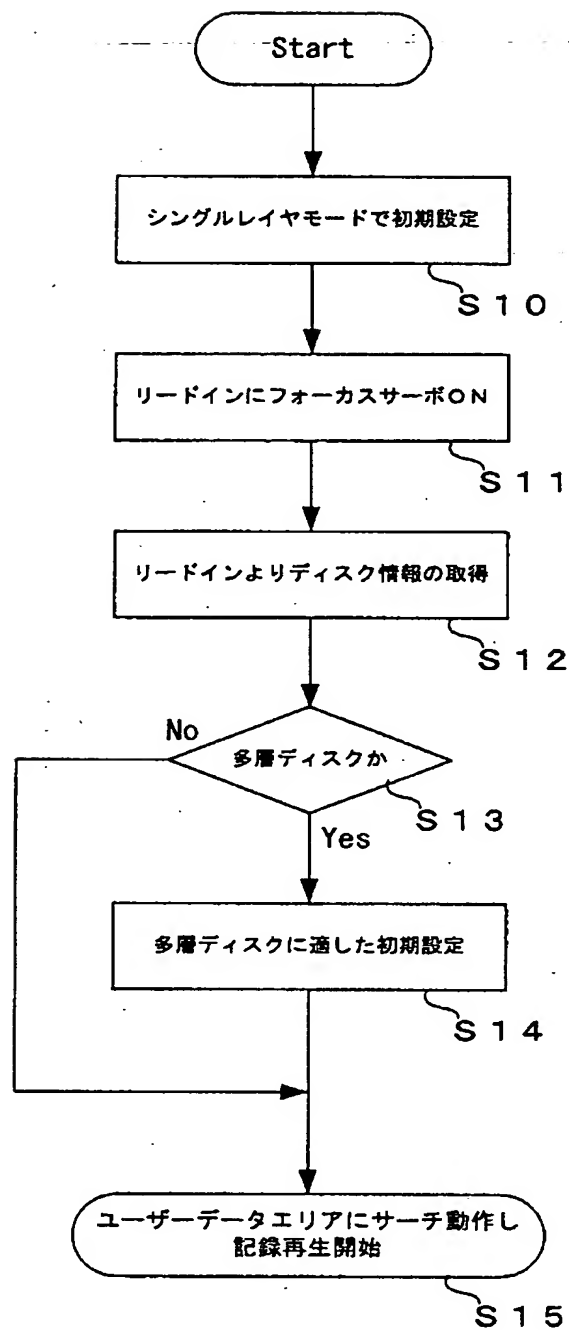 Start
シングルレイヤモードで初期設定
S10
リードインにフォーカスサーボON
S11
リードインよりディスク情報の取得
S12
No
多層ディスクか
S13
Yes
多層ディスクに適した初期設定
S14
ユーザーデータエリアにサーチ動作し
記録再生開始
S15